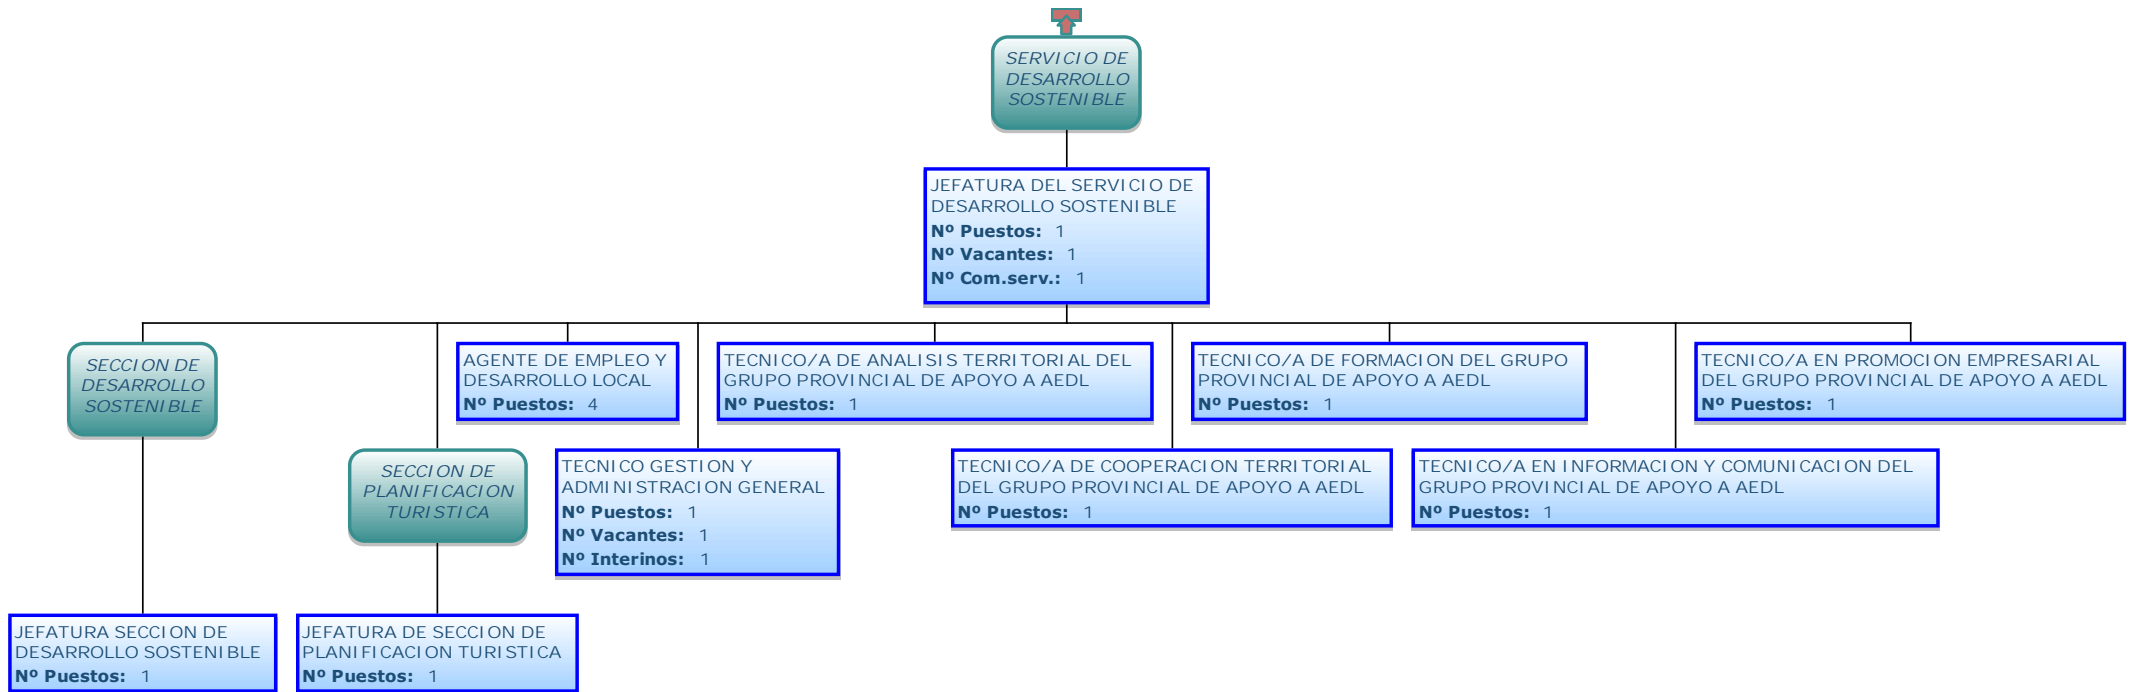 SERVICIO DE
DESARROLLO
SOSTENIBLE
JEFATURA DEL SERVICIO DE
DESARROLLO SOSTENIBLE
Nº Puestos: 1
Nº Vacantes: 1
Nº Com.serv.: 1
SECCION DE
DESARROLLO
SOSTENIBLE
AGENTE DE EMPLEO Y
DESARROLLO LOCAL
Nº Puestos: 4
TECNICO/A DE ANALISIS TERRITORIAL DEL
GRUPO PROVINCIAL DE APOYO A AEDL
Nº Puestos: 1
TECNICO/A DE FORMACION DEL GRUPO
PROVINCIAL DE APOYO A AEDL
Nº Puestos: 1
TECNICO/A EN PROMOCION EMPRESARIAL
DEL GRUPO PROVINCIAL DE APOYO A AEDL
Nº Puestos: 1
SECCION DE
PLANIFICACION
TURISTICA
TECNICO GESTION Y
ADMINISTRACION GENERAL
Nº Puestos: 1
Nº Vacantes: 1
Nº Interinos: 1
TECNICO/A DE COOPERACION TERRITORIAL
DEL GRUPO PROVINCIAL DE APOYO A AEDL
Nº Puestos: 1
TECNICO/A EN INFORMACION Y COMUNICACION DEL
GRUPO PROVINCIAL DE APOYO A AEDL
Nº Puestos: 1
JEFATURA SECCION DE
DESARROLLO SOSTENIBLE
Nº Puestos: 1
JEFATURA DE SECCION DE
PLANIFICACION TURISTICA
Nº Puestos: 1